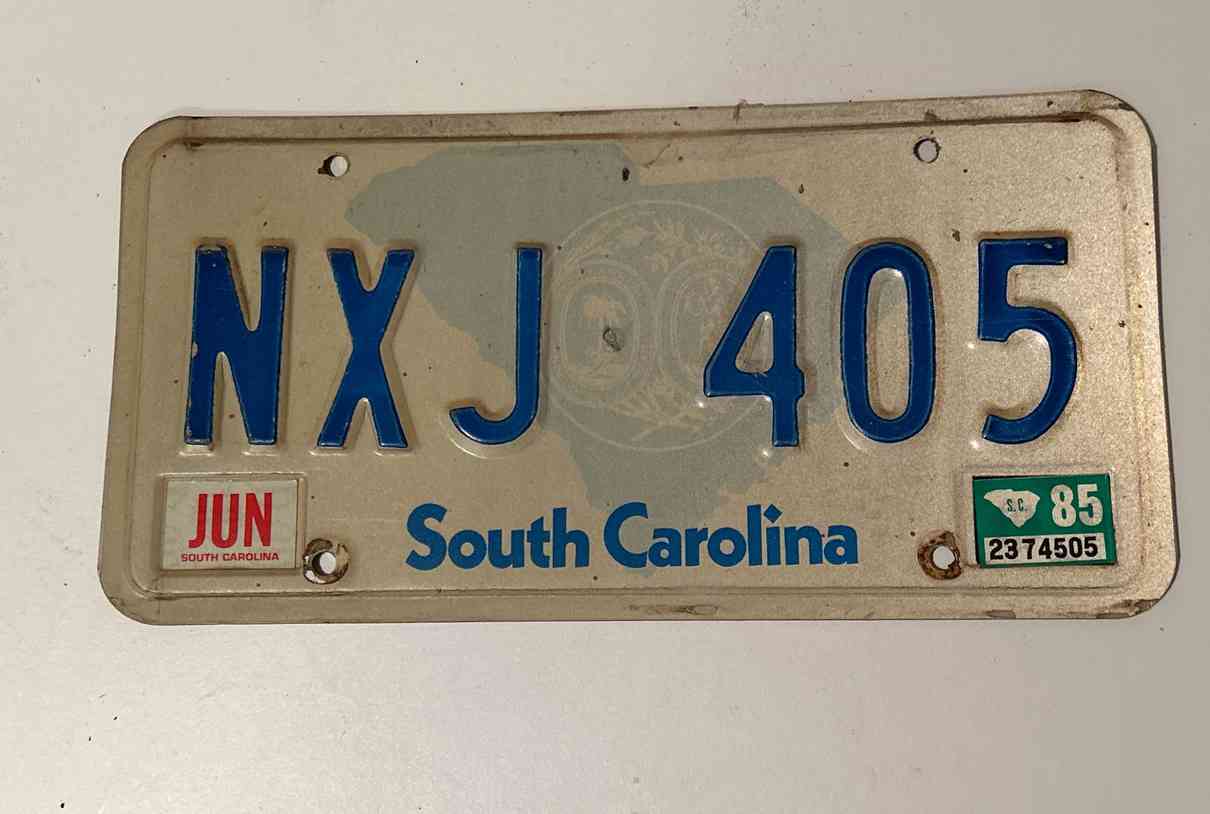 NXJ 405
JUN
SOUTH CAROLINA
South Carolina
S.C. 85
2374505